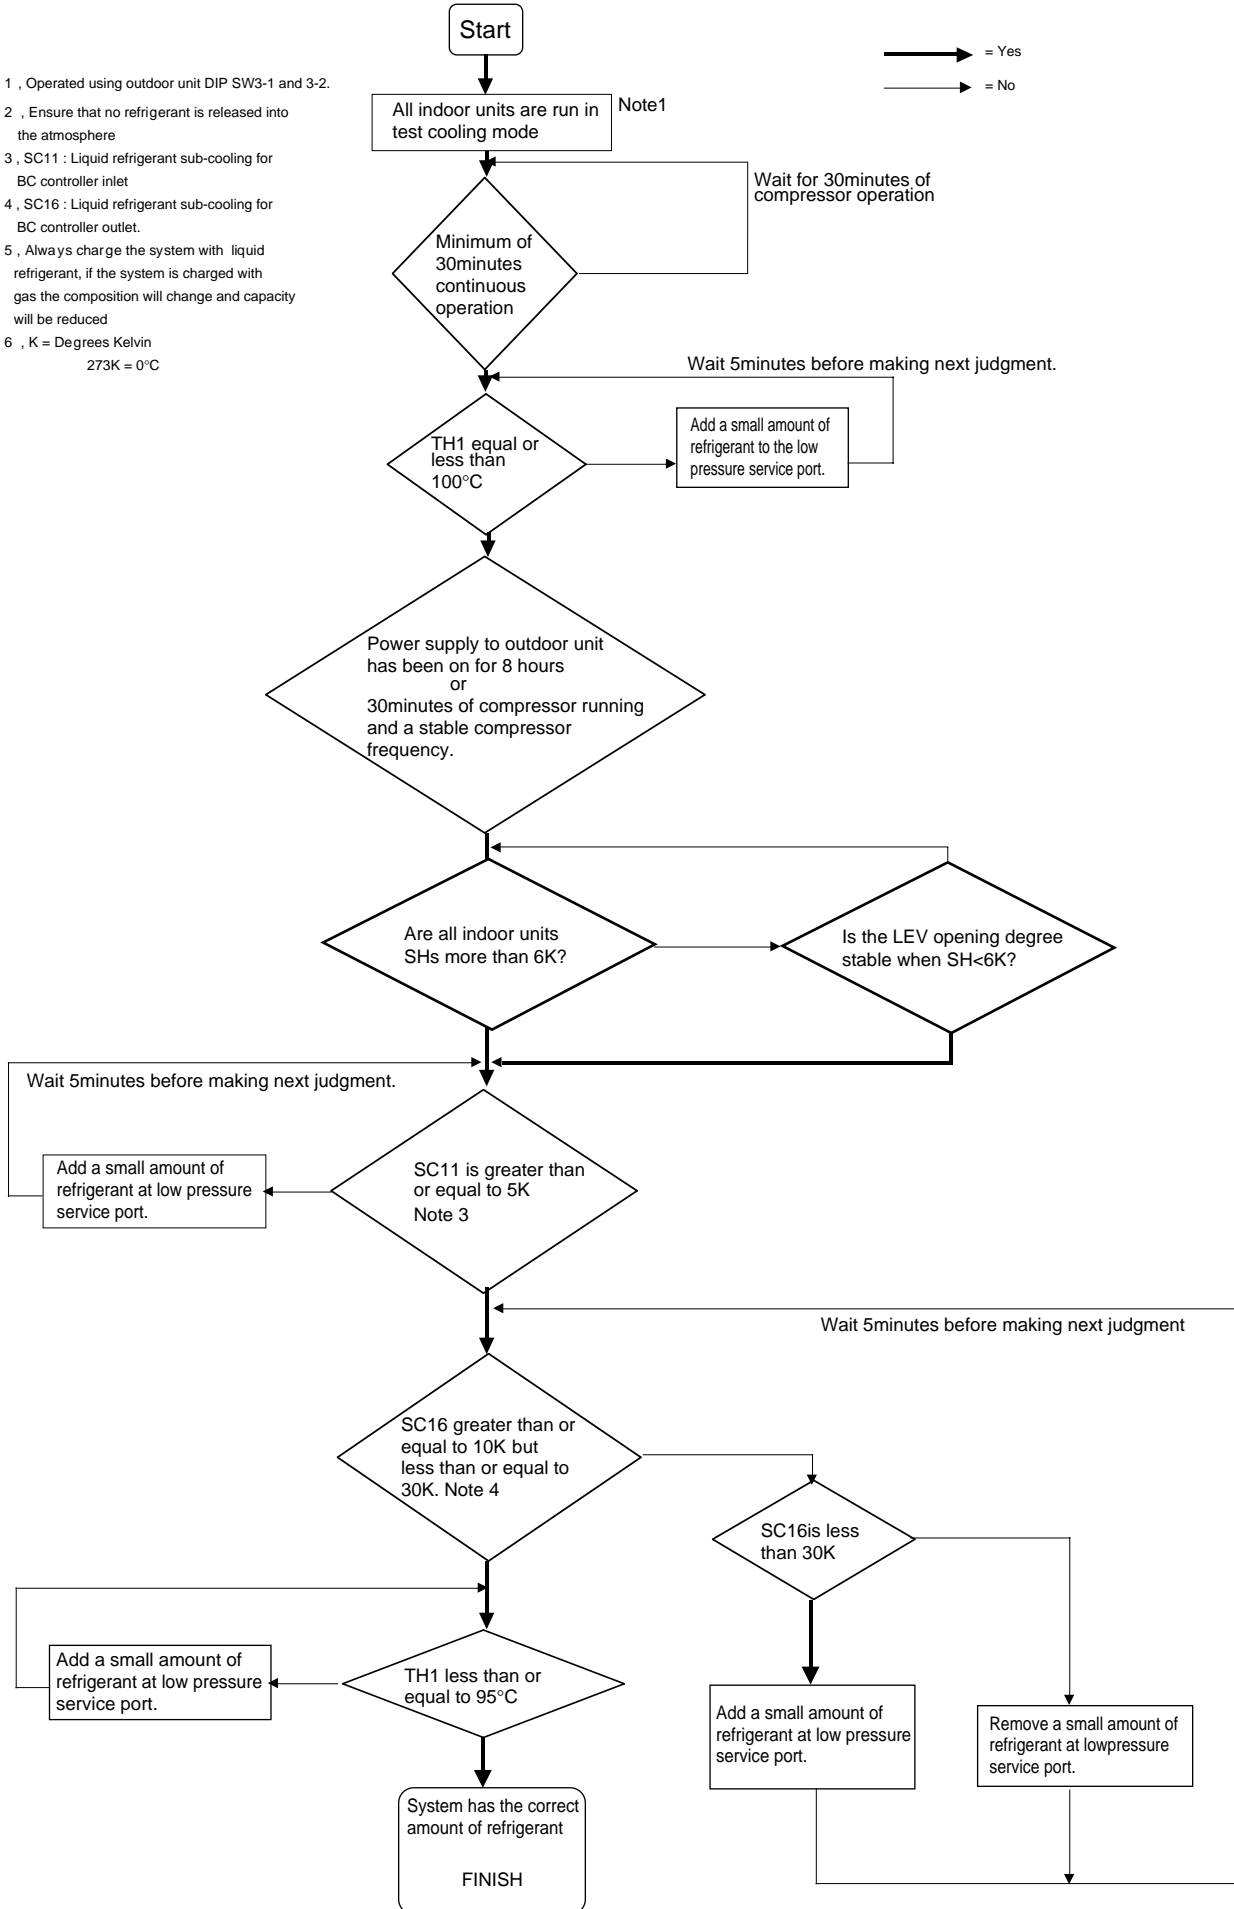 Start
= Yes
= No
1 , Operated using outdoor unit DIP SW3-1 and 3-2.
2 , Ensure that no refrigerant is released into
the atmosphere
3 , SC11 : Liquid refrigerant sub-cooling for
BC controller inlet
4 , SC16 : Liquid refrigerant sub-cooling for
BC controller outlet.
5 , Always charge the system with liquid
refrigerant, if the system is charged with
gas the composition will change and capacity
will be reduced
6 , K = Degrees Kelvin
273K = 0°C
All indoor units are run in
test cooling mode
Note1
Wait for 30minutes of
compressor operation
Minimum of
30minutes
continuous
operation
Wait 5minutes before making next judgment.
TH1 equal or
less than
100°C
Add a small amount of
refrigerant to the low
pressure service port.
Power supply to outdoor unit
has been on for 8 hours
or
30minutes of compressor running
and a stable compressor
frequency.
Are all indoor units
SHs more than 6K?
Is the LEV opening degree
stable when SH<6K?
Wait 5minutes before making next judgment.
Add a small amount of
refrigerant at low pressure
service port.
SC11 is greater than
or equal to 5K
Note 3
Wait 5minutes before making next judgment
SC16 greater than or
equal to 10K but
less than or equal to
30K. Note 4
SC16is less
than 30K
Add a small amount of
refrigerant at low pressure
service port.
TH1 less than or
equal to 95°C
Add a small amount of
refrigerant at low pressure
service port.
Remove a small amount of
refrigerant at lowpressure
service port.
System has the correct
amount of refrigerant
FINISH